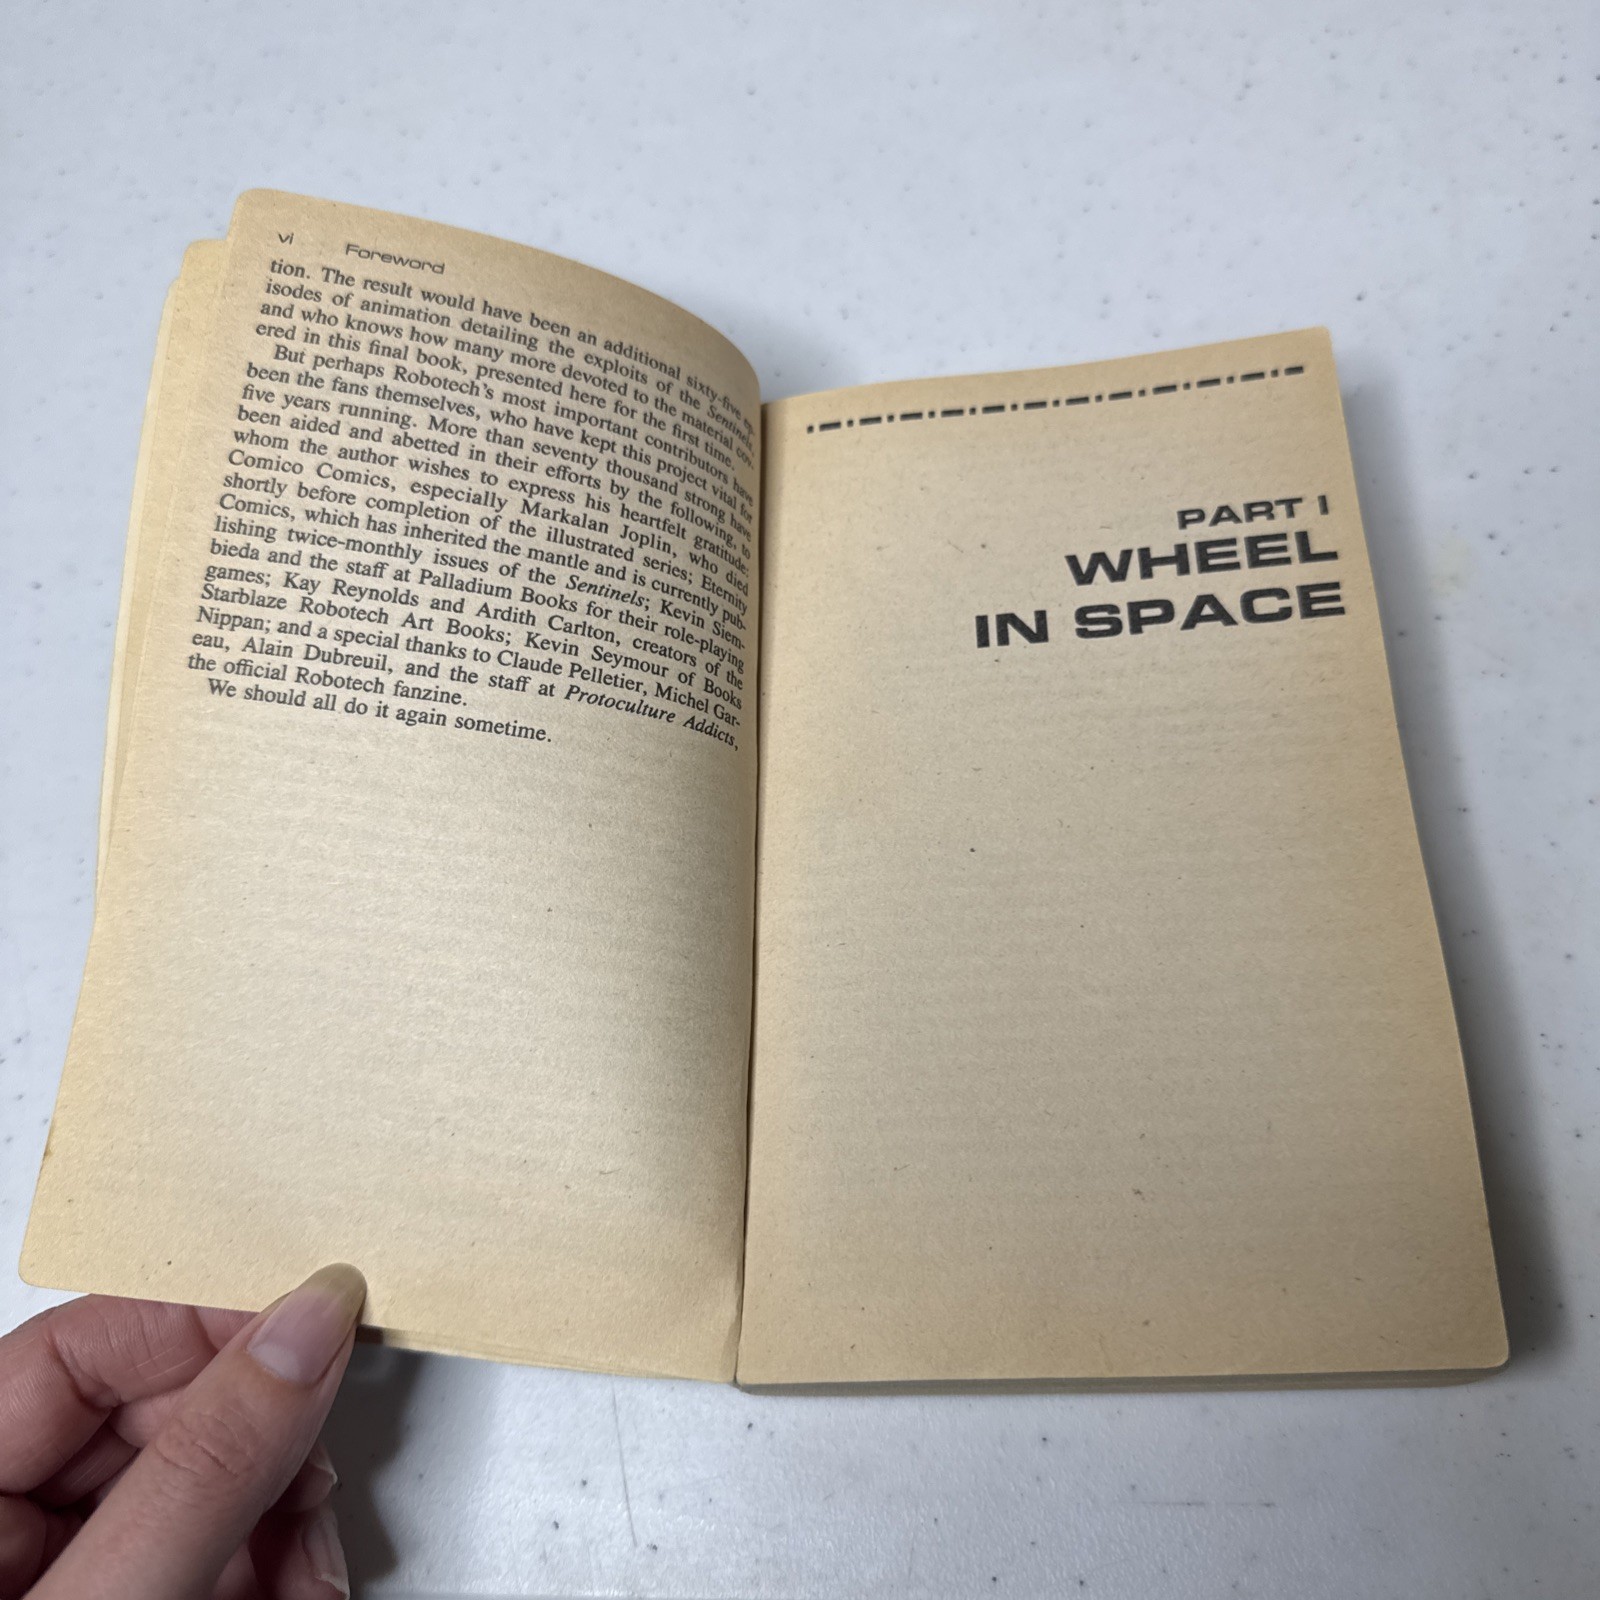 vi Foreword
tion. The result would have been an additional sixty-five ep-
isodes of animation detailing the exploits of the Sentinels,
and who knows how many more devoted to the material cov-
ered in this final book, presented here for the first time.
But perhaps Robotech's most important contributors have
been the fans themselves, who have kept this project vital for
five years running. More than seventy thousand strong have
been aided and abetted in their efforts by the following, to
whom the author wishes to express his heartfelt gratitude:
Comico Comics, especially Markalan Joplin, who died
shortly before completion of the illustrated series; Eternity
Comics, which has inherited the mantle and is currently pub-
lishing twice-monthly issues of the Sentinels; Kevin Siem-
bieda and the staff at Palladium Books for their role-playing
games; Kay Reynolds and Ardith Carlton, creators of the
Starblaze Robotech Art Books; Kevin Seymour of Books
Nippan; and a special thanks to Claude Pelletier, Michel Gar-
eau, Alain Dubreuil, and the staff at Protoculture Addicts,
the official Robotech fanzine.
We should all do it again sometime.
PART I
WHEEL
IN SPACE